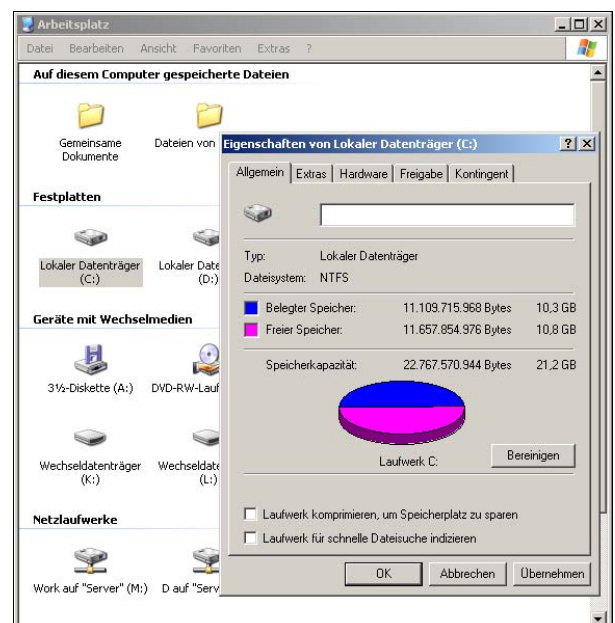 Arbeitsplatz
Datei Bearbeiten Ansicht Favoriten Extras ?
Auf diesem Computer gespeicherte Dateien
Gemeinsame Dokumente
Dateien von
Festplatten
Lokaler Datenträger (C:)
Lokaler Date
(D:)
Geräte mit Wechselmedien
3½-Diskette (A:)
DVD-RW-Lauf
Wechseldatenträger (K:)
Wechseldate
(L:)
Netzlaufwerke
Work auf "Server" (M:)
D auf "Serv
Eigenschaften von Lokaler Datenträger (C:)
Allgemein Extras Hardware Freigabe Kontingent
Typ: Lokaler Datenträger
Dateisystem: NTFS
Belegter Speicher: 11.109.715.968 Bytes 10,3 GB
Freier Speicher: 11.657.854.976 Bytes 10,8 GB
Speicherkapazität: 22.767.570.944 Bytes 21,2 GB
Laufwerk C:
Bereinigen
Laufwerk komprimieren, um Speicherplatz zu sparen
Laufwerk für schnelle Dateisuche indizieren
OK Abbrechen Übernehmen